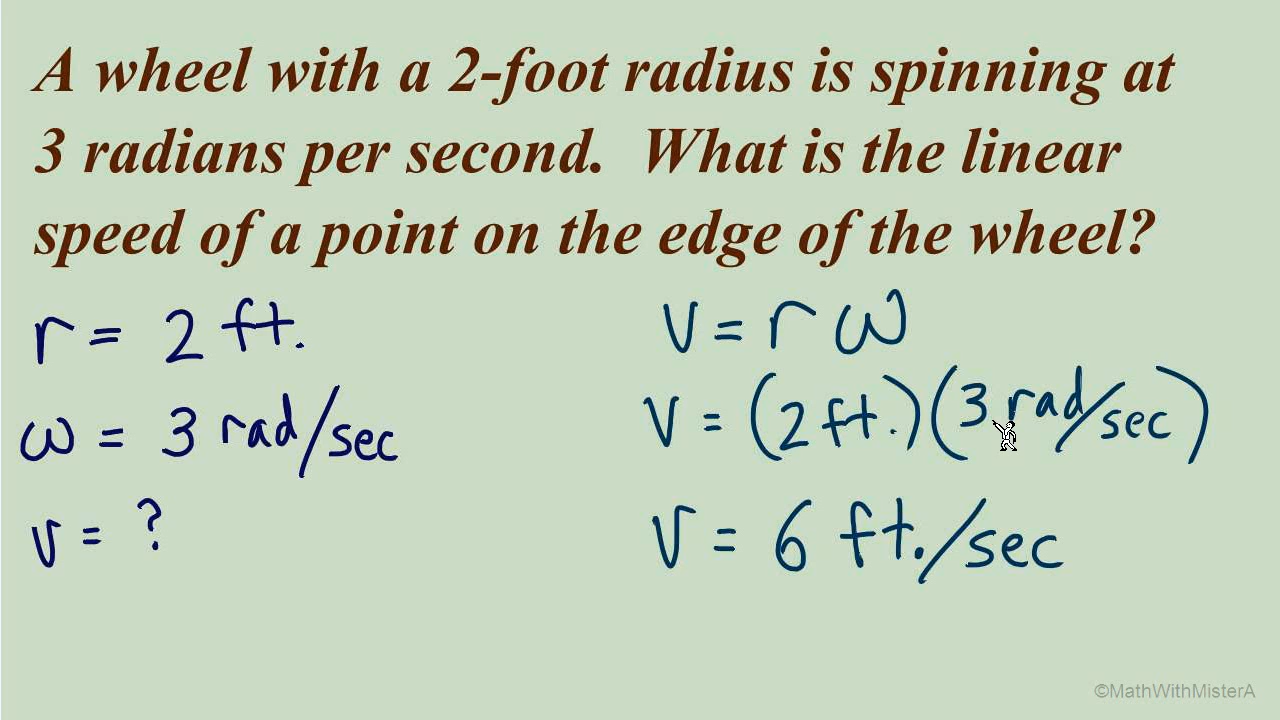 A wheel with a 2-foot radius is spinning at
3 radians per second. What is the linear
speed of a point on the edge of the wheel?
r = 2 ft.
ω = 3 rad/sec
v = ?
v = r ω
v = (2 ft.)(3 rad/sec)
v = 6 ft./sec
©MathWithMisterA